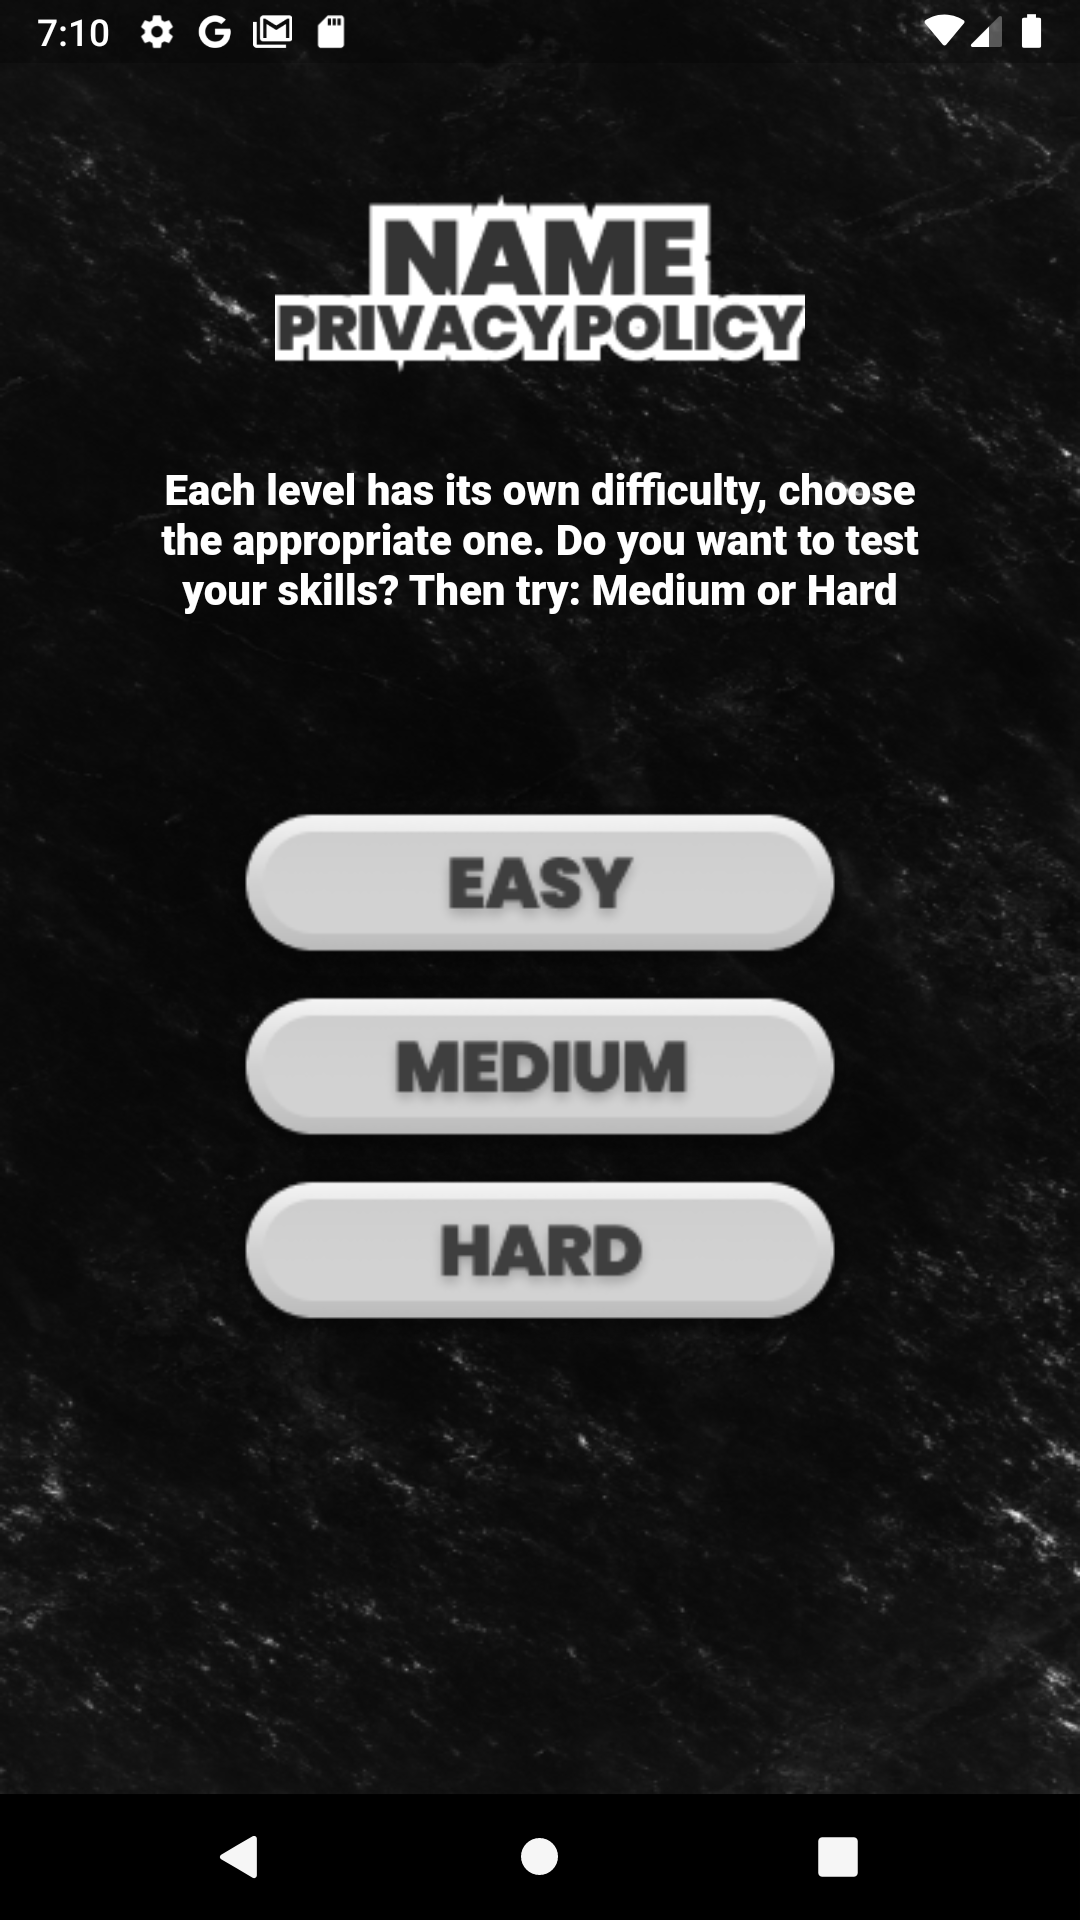 7:10
NAME
PRIVACY POLICY
Each level has its own difficulty, choose
the appropriate one. Do you want to test
your skills? Then try: Medium or Hard
EASY
MEDIUM
HARD